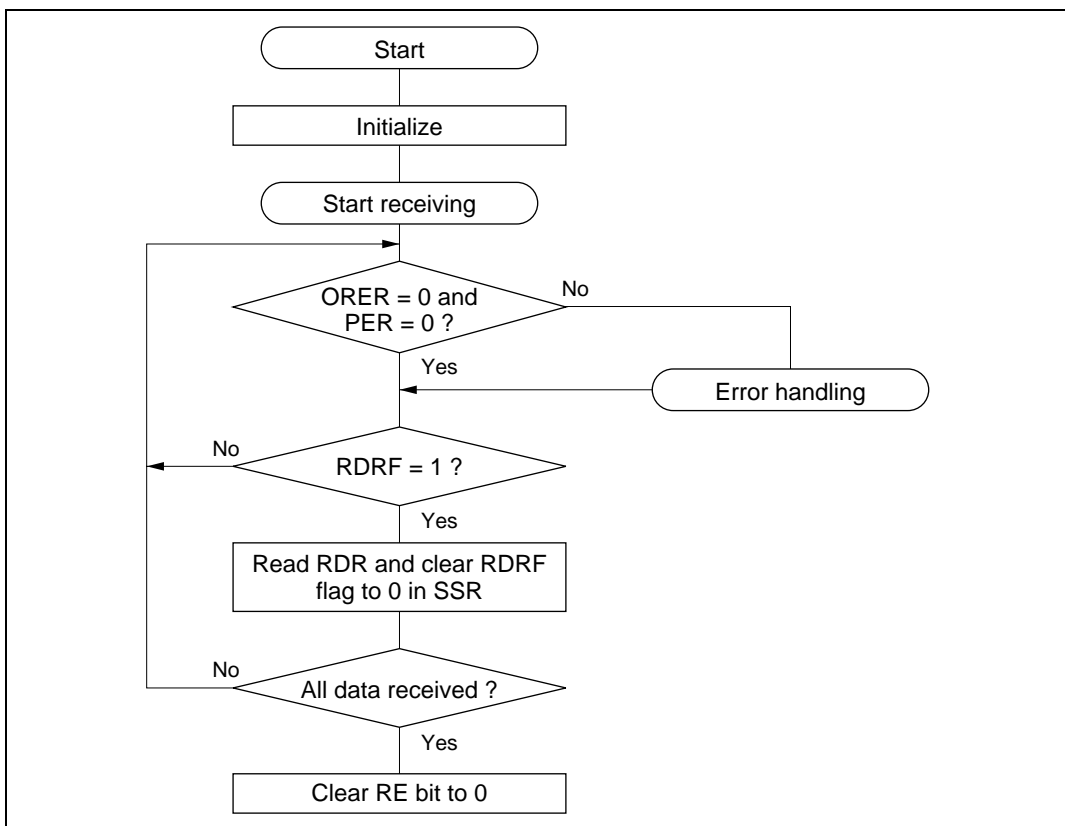 Start
Initialize
Start receiving
ORER = 0 and
PER = 0 ?
No
Yes
Error handling
No
RDRF = 1 ?
Yes
Read RDR and clear RDRF
flag to 0 in SSR
No
All data received ?
Yes
Clear RE bit to 0